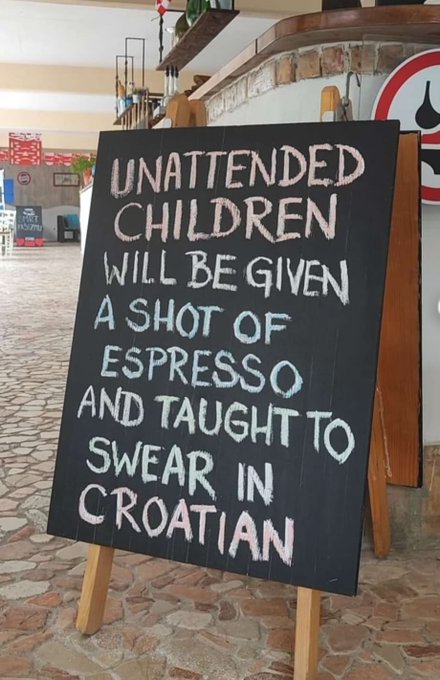 UNATTENDED
CHILDREN
WILL BE GIVEN
A SHOT OF
ESPRESSO
AND TAUGHT TO
SWEAR IN
CROATIAN